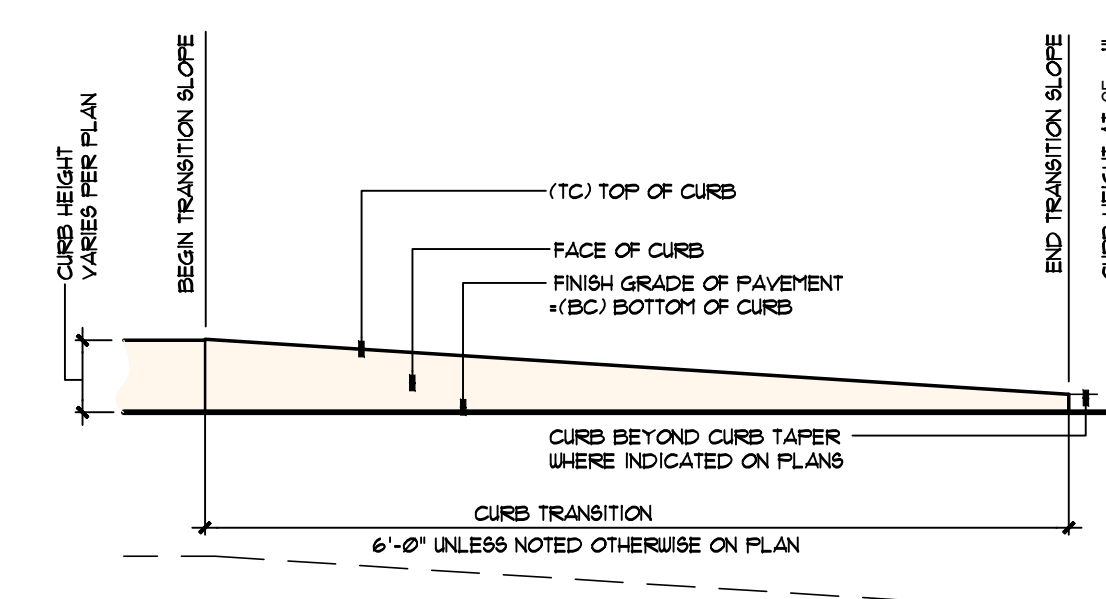 CURB HEIGHT
VARIES PER PLAN
BEGIN TRANSITION SLOPE
END TRANSITION SLOPE
(TC) TOP OF CURB
FACE OF CURB
FINISH GRADE OF PAVEMENT
=(BC) BOTTOM OF CURB
CURB BEYOND CURB TAPER
WHERE INDICATED ON PLANS
CURB TRANSITION
6'-0" UNLESS NOTED OTHERWISE ON PLAN